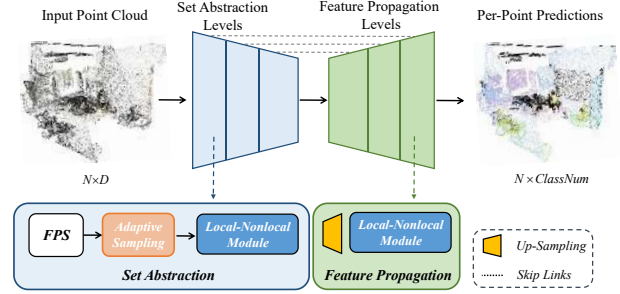 Input Point Cloud
Set Abstraction
Levels
Feature Propagation
Levels
Per-Point Predictions
N×D
N × ClassNum
FPS
Adaptive
Sampling
Local-Nonlocal
Module
Set Abstraction
Local-Nonlocal
Module
Feature Propagation
Up-Sampling
Skip Links